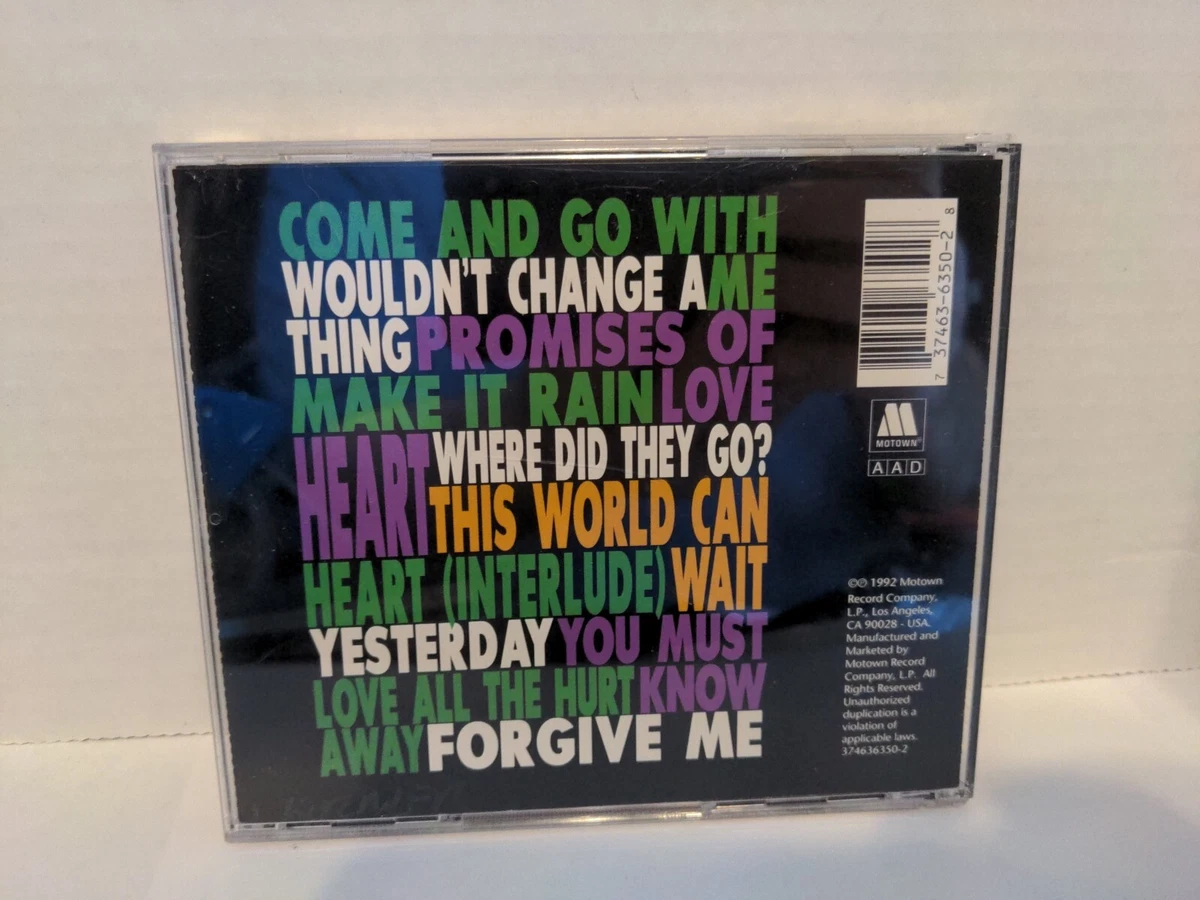 COME AND GO WITH
WOULDN'T CHANGE A ME
THING PROMISES OF
MAKE IT RAIN LOVE
HEART WHERE DID THEY GO?
THIS WORLD CAN
HEART (INTERLUDE) WAIT
YESTERDAY YOU MUST
LOVE ALL THE HURT KNOW
AWAY FORGIVE ME
7 37463-6350-2 8
MOTOWN®
AAD
©℗ 1992 Motown
Record Company,
L.P., Los Angeles,
CA 90028 - USA.
Manufactured and
Marketed by
Motown Record
Company, L.P. All
Rights Reserved.
Unauthorized
duplication is a
violation of
applicable laws.
374636350-2